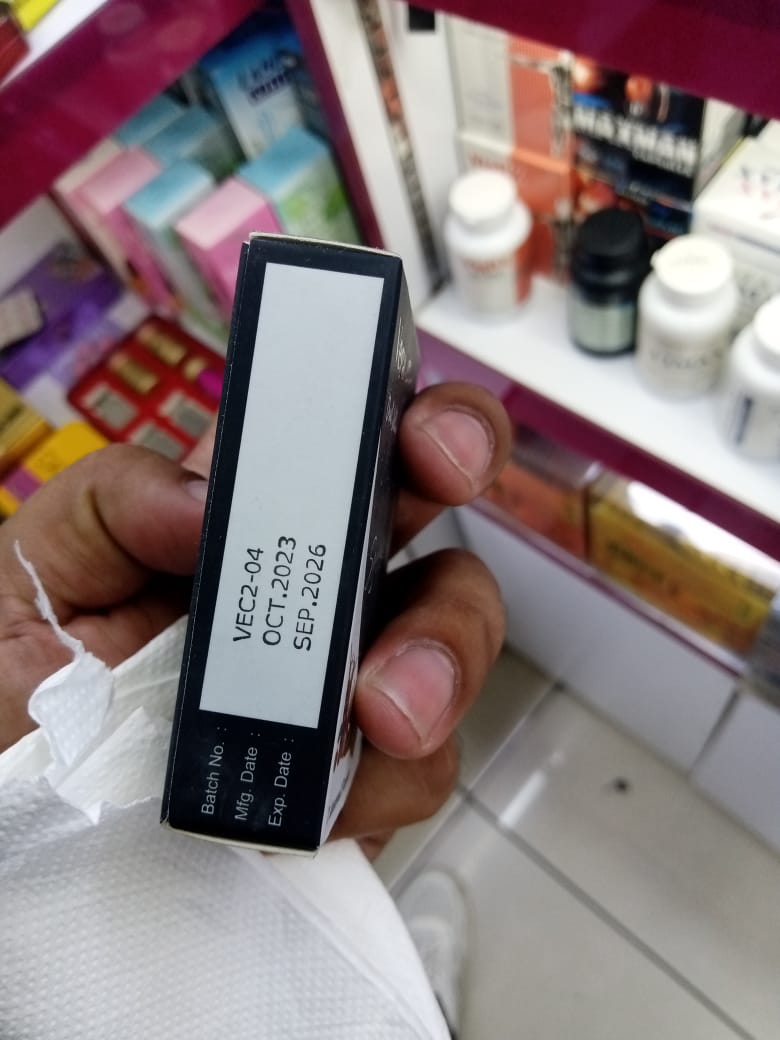 VEC2-04
OCT.2023
SEP.2026
Batch No. :
Mfg. Date :
Exp. Date :
MAXMAN